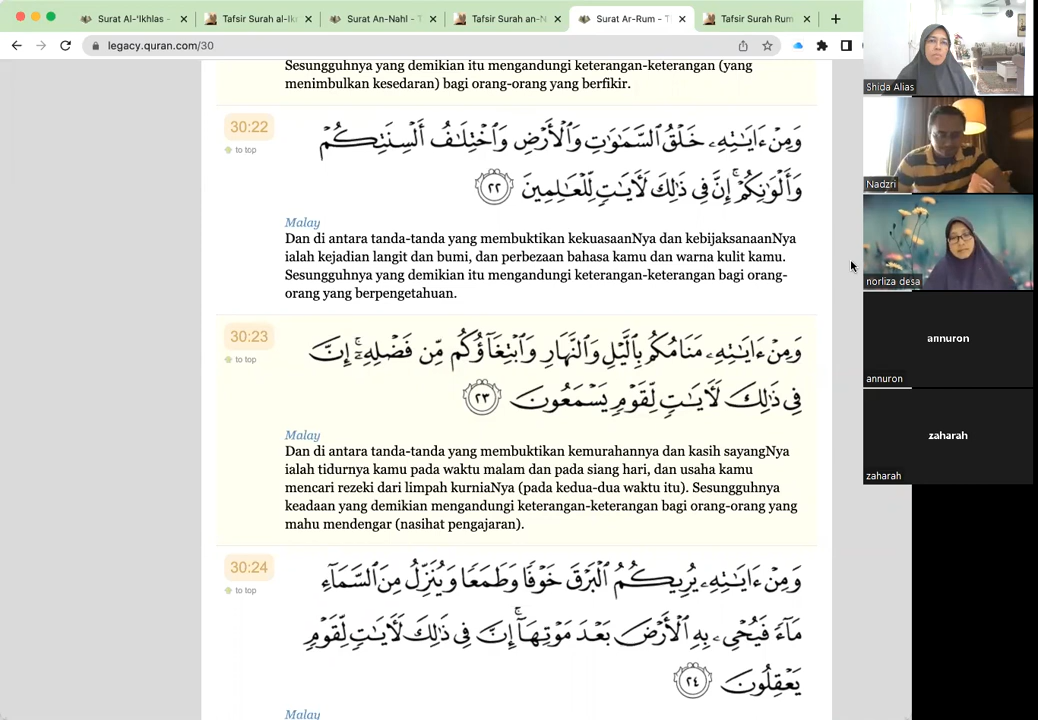 Surat Al-'Ikhlas -
Tafsir Surah al-Ik
Surat An-Nahl - T
Tafsir Surah an-N
Surat Ar-Rum - T
Tafsir Surah Rum
legacy.quran.com/30
Sesungguhnya yang demikian itu mengandungi keterangan-keterangan (yang
menimbulkan kesedaran) bagi orang-orang yang berfikir.
30:22
to top
وَمِنْ ءَايَـٰتِهِۦ خَلْقُ ٱلسَّمَـٰوَٰتِ وَٱلْأَرْضِ وَٱخْتِلَـٰفُ أَلْسِنَتِكُمْ
وَأَلْوَٰنِكُمْ ۚ إِنَّ فِى ذَٰلِكَ لَـَٔايَـٰتٍ لِّلْعَـٰلِمِينَ ٢٢
Malay
Dan di antara tanda-tanda yang membuktikan kekuasaanNya dan kebijaksanaanNya
ialah kejadian langit dan bumi, dan perbezaan bahasa kamu dan warna kulit kamu.
Sesungguhnya yang demikian itu mengandungi keterangan-keterangan bagi orang-
orang yang berpengetahuan.
30:23
to top
وَمِنْ ءَايَـٰتِهِۦ مَنَامُكُم بِٱلَّيْلِ وَٱلنَّهَارِ وَٱبْتِغَآؤُكُم مِّن فَضْلِهِۦٓ ۚ إِنَّ
فِى ذَٰلِكَ لَـَٔايَـٰتٍ لِّقَوْمٍ يَسْمَعُونَ ٢٣
Malay
Dan di antara tanda-tanda yang membuktikan kemurahannya dan kasih sayangNya
ialah tidurnya kamu pada waktu malam dan pada siang hari, dan usaha kamu
mencari rezeki dari limpah kurniaNya (pada kedua-dua waktu itu). Sesungguhnya
keadaan yang demikian mengandungi keterangan-keterangan bagi orang-orang yang
mahu mendengar (nasihat pengajaran).
30:24
to top
وَمِنْ ءَايَـٰتِهِۦ يُرِيكُمُ ٱلْبَرْقَ خَوْفًا وَطَمَعًا وَيُنَزِّلُ مِنَ ٱلسَّمَآءِ
مَآءً فَيُحْىِۦ بِهِ ٱلْأَرْضَ بَعْدَ مَوْتِهَآ ۚ إِنَّ فِى ذَٰلِكَ لَـَٔايَـٰتٍ لِّقَوْمٍ
يَعْقِلُونَ ٢٤
Malay
Shida Alias
Nadzri
norliza desa
annuron
annuron
zaharah
zaharah